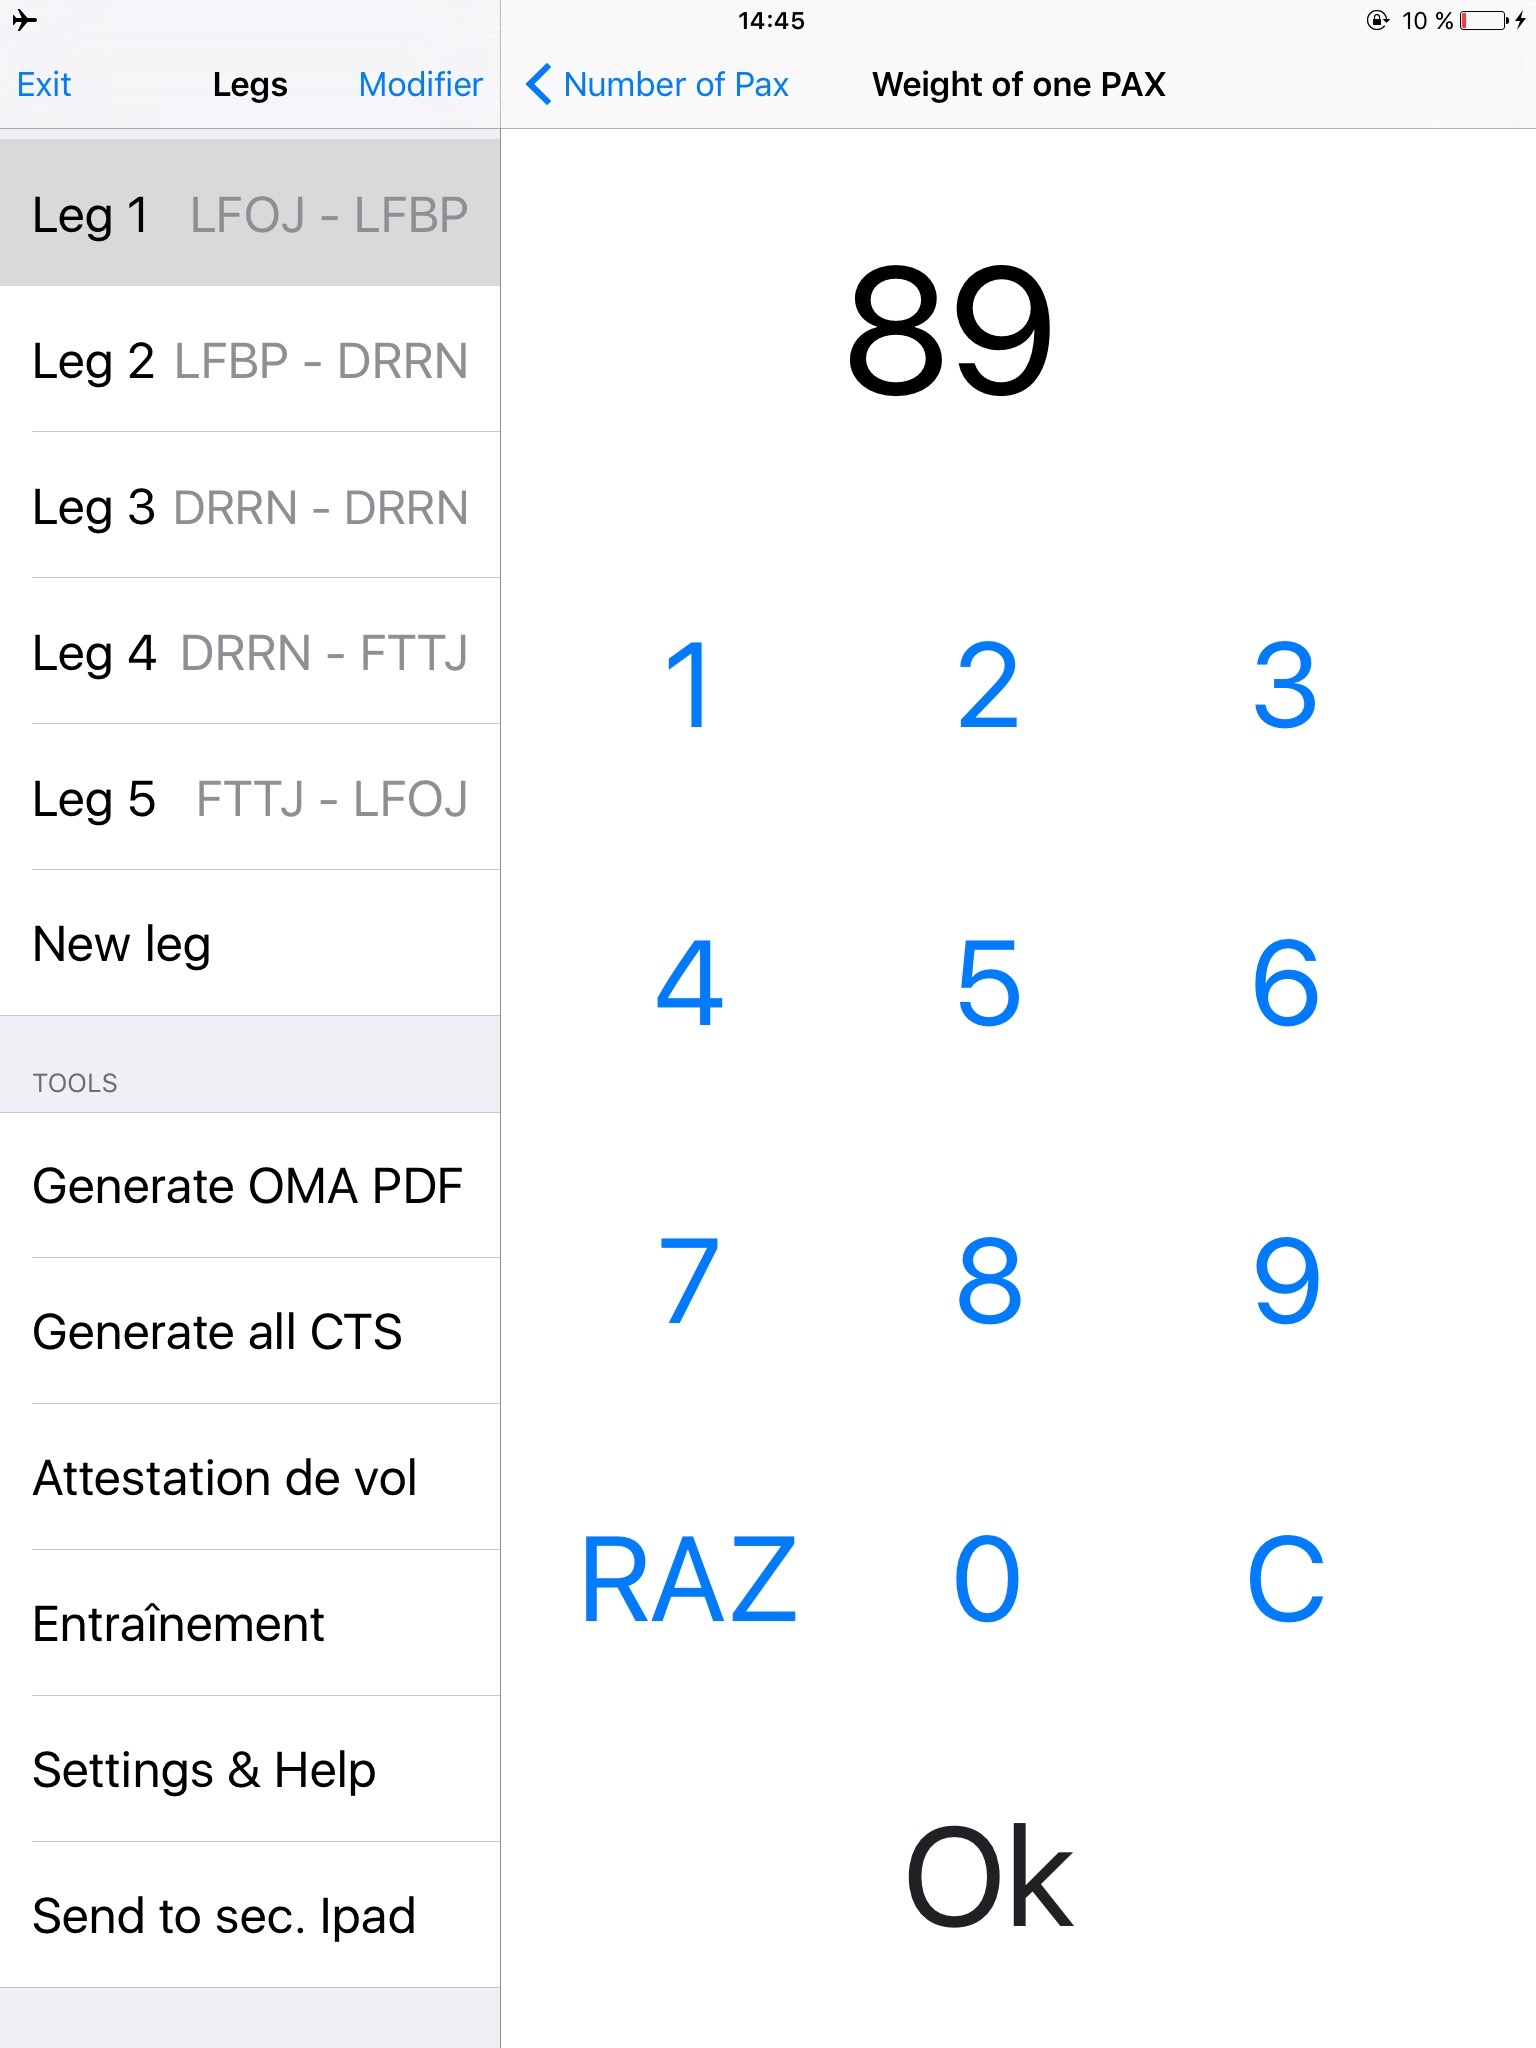 14:45
10 %
Exit
Legs
Modifier
Number of Pax
Weight of one PAX
Leg 1 LFOJ - LFBP
Leg 2 LFBP - DRRN
Leg 3 DRRN - DRRN
Leg 4 DRRN - FTTJ
Leg 5 FTTJ - LFOJ
New leg
TOOLS
Generate OMA PDF
Generate all CTS
Attestation de vol
Entraînement
Settings & Help
Send to sec. Ipad
89
1 2 3
4 5 6
7 8 9
RAZ 0 C
Ok